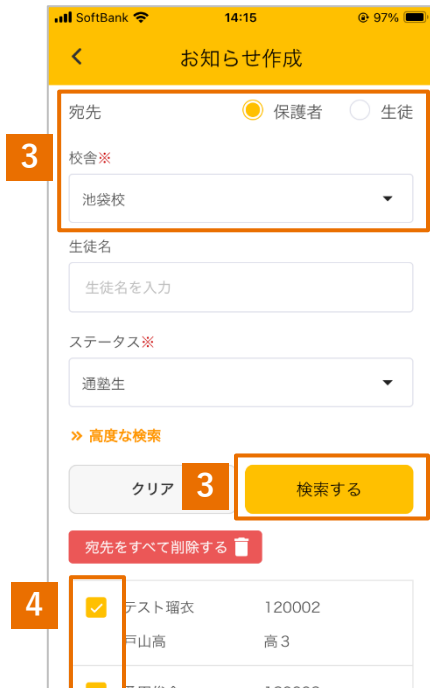 SoftBank 14:15 97%
お知らせ作成
宛先 保護者 生徒
3
校舎※
池袋校
生徒名
生徒名を入力
ステータス※
通塾生
» 高度な検索
クリア 3 検索する
宛先をすべて削除する
4
テスト瑠衣 120002
戸山高 高3